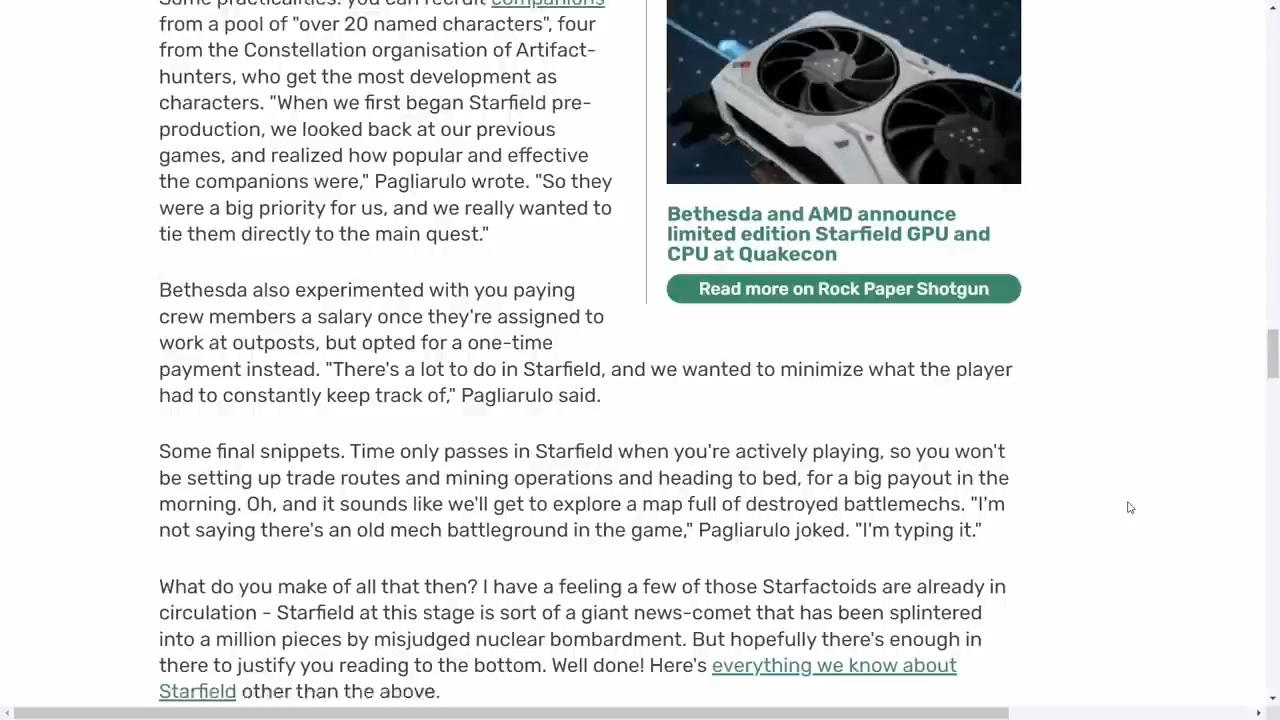 Some practicalities: you can recruit companions
from a pool of "over 20 named characters", four
from the Constellation organisation of Artifact-
hunters, who get the most development as
characters. "When we first began Starfield pre-
production, we looked back at our previous
games, and realized how popular and effective
the companions were," Pagliarulo wrote. "So they
were a big priority for us, and we really wanted to
tie them directly to the main quest."
Bethesda also experimented with you paying
crew members a salary once they're assigned to
work at outposts, but opted for a one-time
payment instead. "There's a lot to do in Starfield, and we wanted to minimize what the player
had to constantly keep track of," Pagliarulo said.
Some final snippets. Time only passes in Starfield when you're actively playing, so you won't
be setting up trade routes and mining operations and heading to bed, for a big payout in the
morning. Oh, and it sounds like we'll get to explore a map full of destroyed battlemechs. "I'm
not saying there's an old mech battleground in the game," Pagliarulo joked. "I'm typing it."
What do you make of all that then? I have a feeling a few of those Starfactoids are already in
circulation – Starfield at this stage is sort of a giant news-comet that has been splintered
into a million pieces by misjudged nuclear bombardment. But hopefully there's enough in
there to justify you reading to the bottom. Well done! Here's everything we know about
Starfield other than the above.
Bethesda and AMD announce
limited edition Starfield GPU and
CPU at Quakecon
Read more on Rock Paper Shotgun